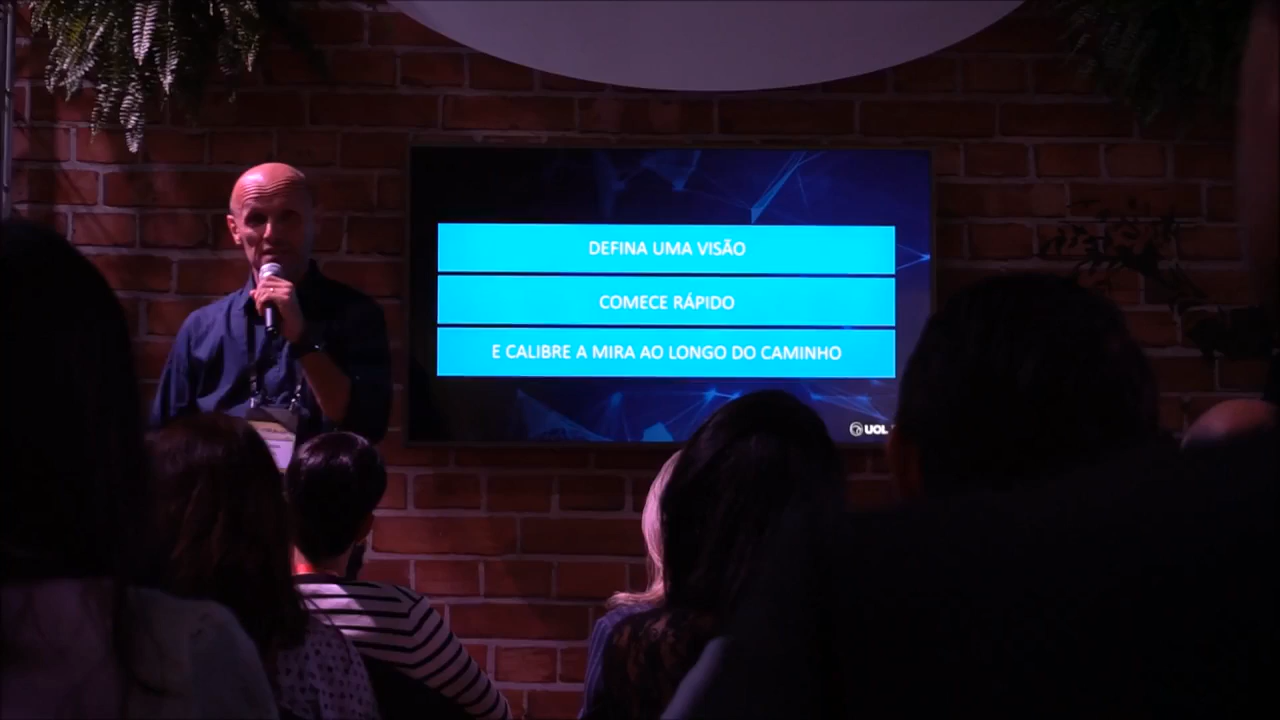 DEFINA UMA VISÃO
COMECE RÁPIDO
E CALIBRE A MIRA AO LONGO DO CAMINHO
UOL